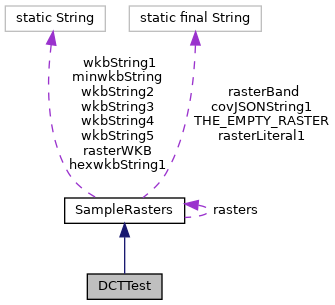 static String
static final String
wkbString1
minwkbString
wkbString2
wkbString3
wkbString4
wkbString5
rasterWKB
hexwkbString1
rasterBand
covJSONString1
THE_EMPTY_RASTER
rasterLiteral1
SampleRasters
rasters
DCTTest